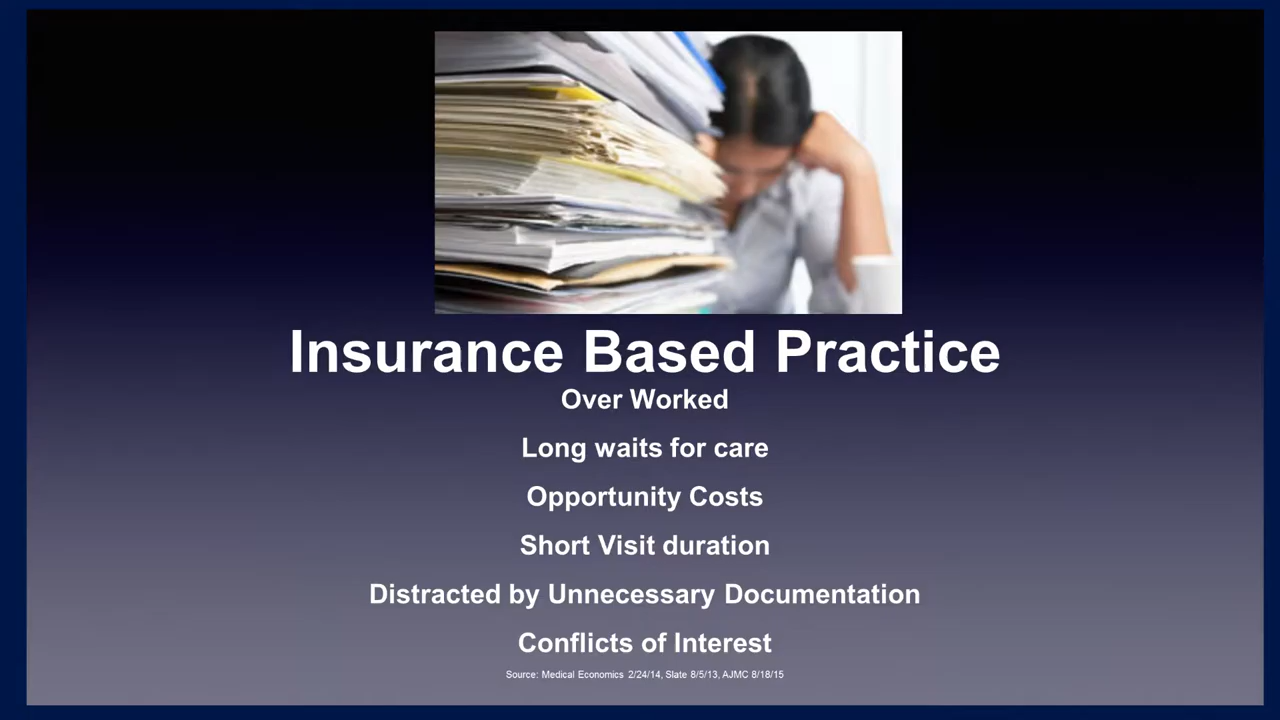 Insurance Based Practice
Over Worked
Long waits for care
Opportunity Costs
Short Visit duration
Distracted by Unnecessary Documentation
Conflicts of Interest
Source: Medical Economics 2/24/14, Slate 8/5/13, AJMC 8/18/15